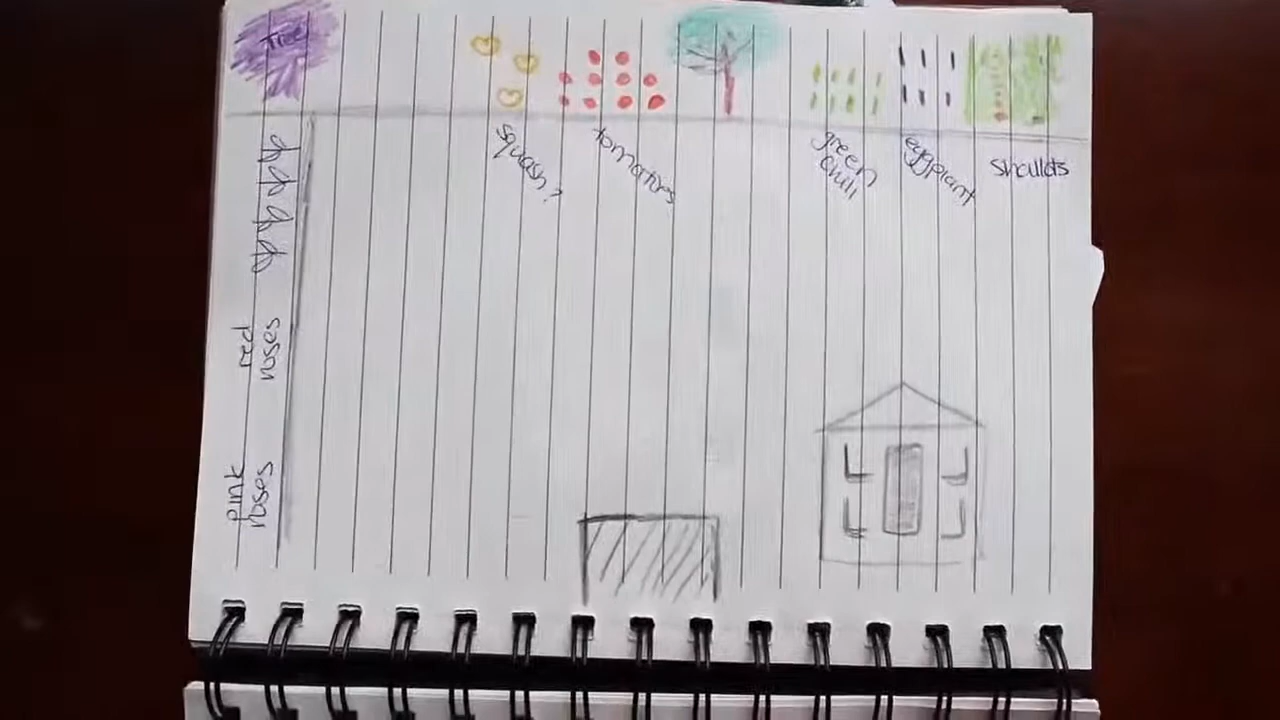 Tree
squash?
tomatoes
green
chili
eggplant
shallots
red
roses
pink
roses